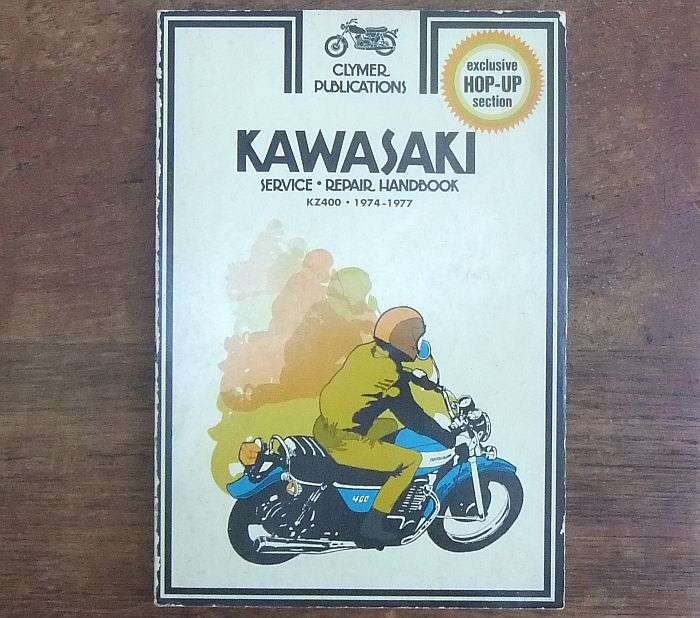 CLYMER
PUBLICATIONS
exclusive
HOP-UP
section
KAWASAKI
SERVICE • REPAIR HANDBOOK
KZ400 • 1974-1977
400